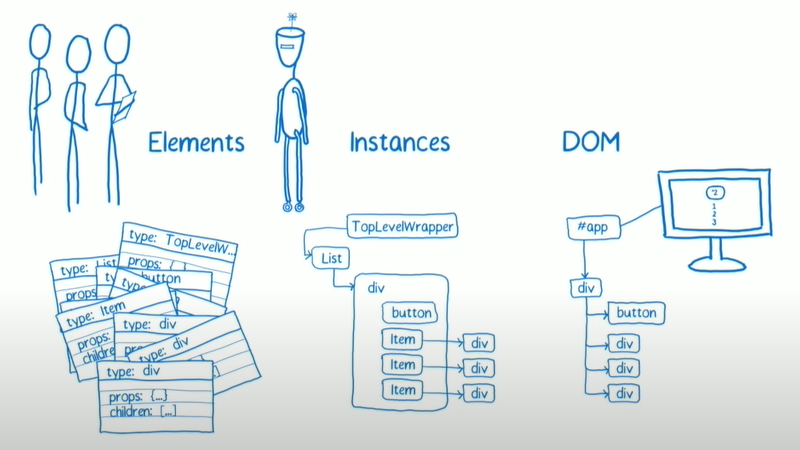 Elements
Instances
DOM
type: TopLevelW...
props: {
type: List
props
button
type: Item
props:
children
type: div
type: div
type: div
props: {...}
children: [...]
TopLevelWrapper
List
div
button
Item
div
Item
div
Item
div
^2
1
2
3
#app
div
button
div
div
div